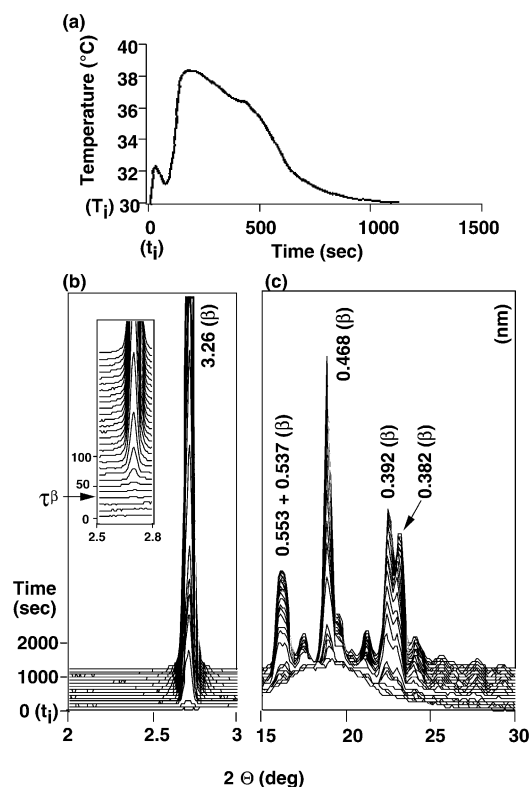 (a)
Temperature (°C)
40
38
36
34
32
(Ti) 30
0 500 1000 1500
(ti)
Time (sec)
(b)
3.26 (β)
100
50
0
2.5 2.8
τβ
Time
(sec)
2000
1000
0 (ti)
2 2.5 3
(c)
(nm)
0.553 + 0.537 (β)
0.468 (β)
0.392 (β)
0.382 (β)
15 20 25 30
2 Θ (deg)